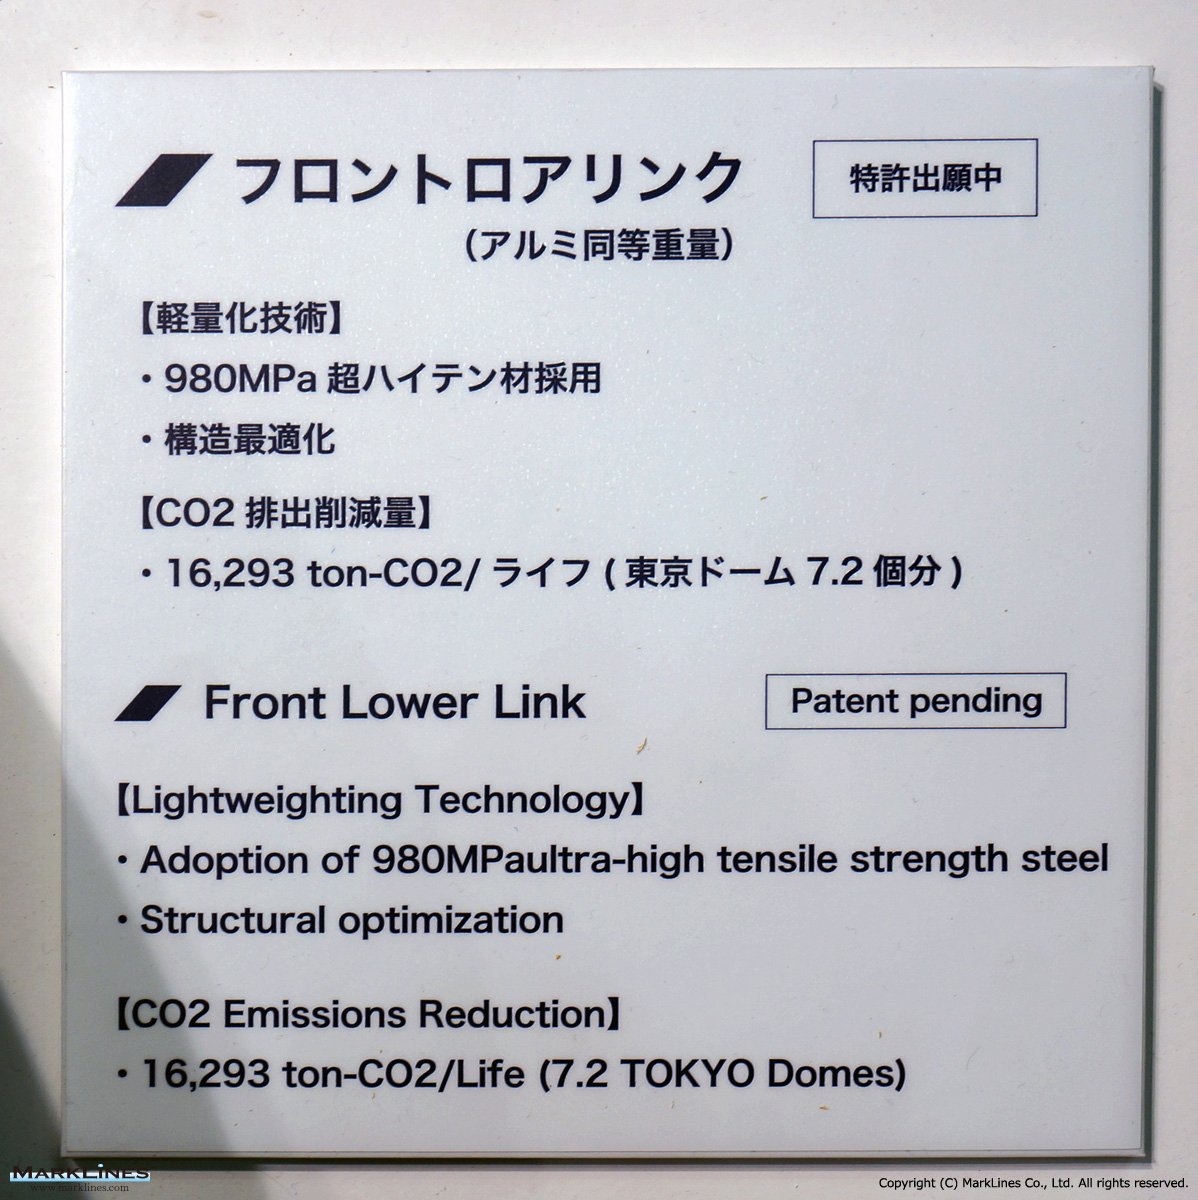 フロントロアリンク
特許出願中
（アルミ同等重量）
【軽量化技術】
・980MPa 超ハイテン材採用
・構造最適化
【CO2 排出削減量】
・16,293 ton-CO2/ ライフ ( 東京ドーム 7.2 個分 )
Front Lower Link
Patent pending
【Lightweighting Technology】
・Adoption of 980MPaultra-high tensile strength steel
・Structural optimization
【CO2 Emissions Reduction】
・16,293 ton-CO2/Life (7.2 TOKYO Domes)
MARKLINES
www.marklines.com
Copyright (C) MarkLines Co., Ltd. All rights reserved.